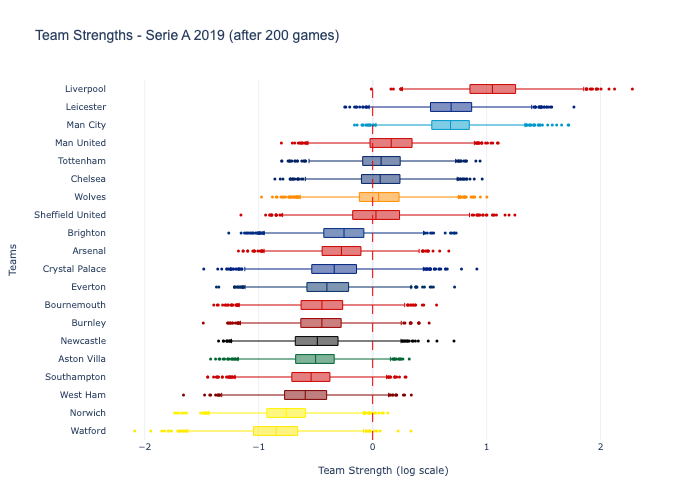 Team Strengths - Serie A 2019 (after 200 games)
Liverpool
Leicester
Man City
Man United
Tottenham
Chelsea
Wolves
Sheffield United
Brighton
Arsenal
Crystal Palace
Everton
Bournemouth
Burnley
Newcastle
Aston Villa
Southampton
West Ham
Norwich
Watford
Teams
−2 −1 0 1 2
Team Strength (log scale)